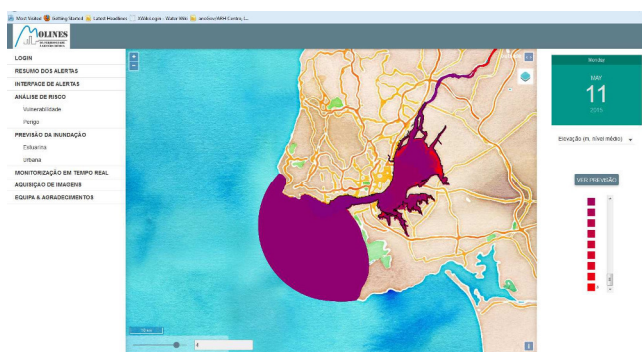 Most Visited Getting Started Latest Headlines
MOLINES
LOGIN
RESUMO DOS ALERTAS
INTERFACE DE ALERTAS
ANÁLISE DE RISCO
Vulnerabilidade
Perigo
PREVISÃO DA INUNDAÇÃO
Estuarina
Urbana
MONITORIZAÇÃO EM TEMPO REAL
AQUISIÇÃO DE IMAGENS
EQUIPA & AGRADECIMENTOS
+
-
4
Monday
MAY
11
Elevação (m, nível médio)
VER PREVISÃO
i